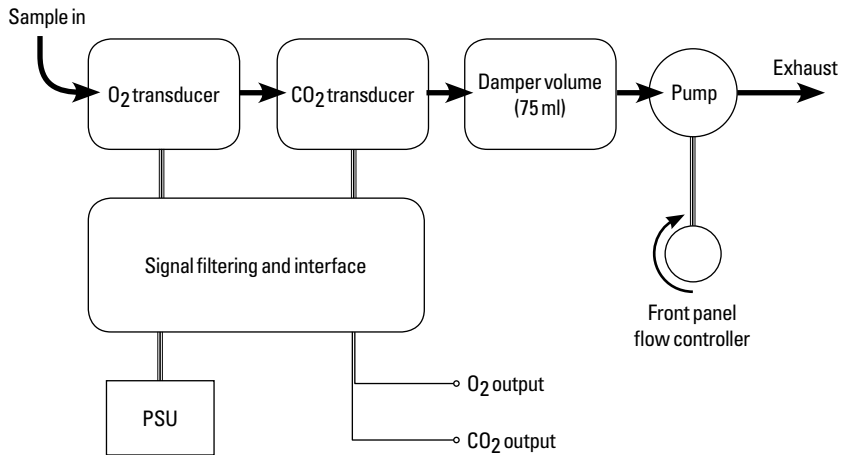 Sample in
O₂ transducer
CO₂ transducer
Damper volume
(75 ml)
Pump
Exhaust
Signal filtering and interface
Front panel
flow controller
PSU
O₂ output
CO₂ output